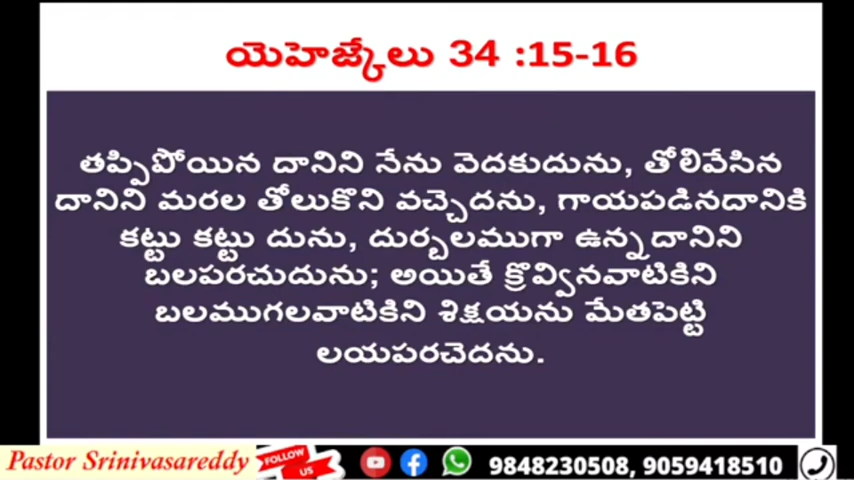 యెహెజ్కేలు 34 :15-16
తప్పిపోయిన దానిని నేను వెదకుదును, తోలివేసిన
దానిని మరల తోలుకొని వచ్చెదను, గాయపడినదానికి
కట్టు కట్టు దును, దుర్బలముగా ఉన్నదానిని
బలపరచుదును; అయితే క్రొవ్వినవాటికిని
బలముగలవాటికిని శిక్షయను మేతపెట్టి
లయపరచెదను.
Pastor Srinivasareddy
FOLLOW
US
9848230508, 9059418510